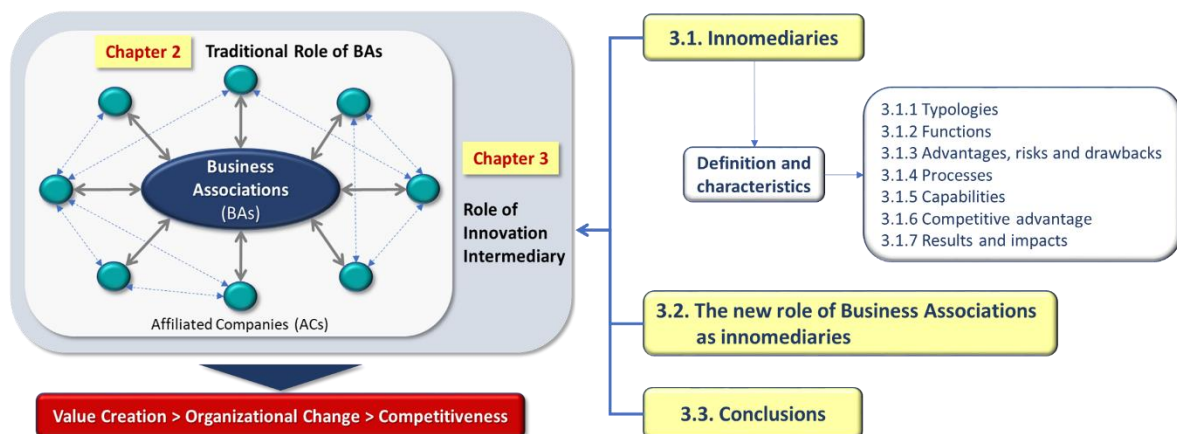 Chapter 2
Traditional Role of BAs
Business
Associations
(BAs)
Affiliated Companies (ACs)
Chapter 3
Role of
Innovation
Intermediary
Value Creation > Organizational Change > Competitiveness
3.1. Innomediaries
Definition and
characteristics
3.1.1 Typologies
3.1.2 Functions
3.1.3 Advantages, risks and drawbacks
3.1.4 Processes
3.1.5 Capabilities
3.1.6 Competitive advantage
3.1.7 Results and impacts
3.2. The new role of Business Associations
as innomediaries
3.3. Conclusions